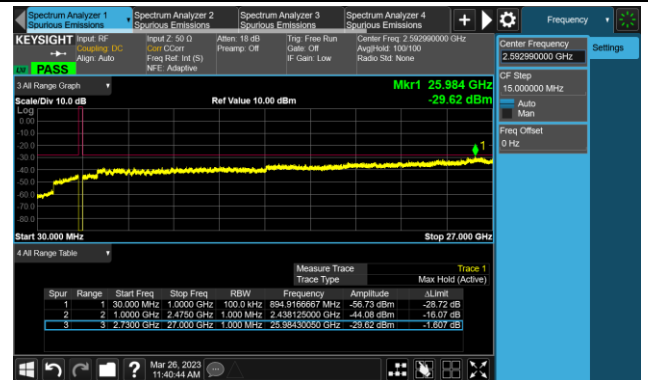 Spectrum Analyzer 1
Spurious Emissions
Spectrum Analyzer 2
Spurious Emissions
Spectrum Analyzer 3
Spurious Emissions
Spectrum Analyzer 4
Spurious Emissions
+
Frequency
KEYSIGHT
LXI
PASS
Input: RF
Coupling: DC
Align: Auto
Input Z: 50 Ω
Corr CCorr
Freq Ref: Int (S)
NFE: Adaptive
Atten: 18 dB
Preamp: Off
Trig: Free Run
Gate: Off
IF Gain: Low
Center Freq: 2.592990000 GHz
Avg|Hold: 100/100
Radio Std: None
Center Frequency
2.592990000 GHz
Settings
CF Step
15.000000 MHz
Auto
Man
Freq Offset
0 Hz
3 All Range Graph
Mkr1 25.984 GHz
Scale/Div 10.0 dB
Ref Value 10.00 dBm
-29.62 dBm
Log
0.00
-10.0
-20.0
-30.0
-40.0
-50.0
-60.0
-70.0
-80.0
1
Start 30.000 MHz
Stop 27.000 GHz
4 All Range Table
Measure Trace Trace 1
Trace Type Max Hold (Active)
Spur Range Start Freq Stop Freq RBW Frequency Amplitude ΔLimit
1 1 30.000 MHz 1.0000 GHz 100.0 kHz 894.9166667 MHz -56.73 dBm -28.72 dB
2 2 1.0000 GHz 2.4750 GHz 1.000 MHz 2.438125000 GHz -44.08 dBm -16.07 dB
3 3 2.7300 GHz 27.000 GHz 1.000 MHz 25.98430050 GHz -29.62 dBm -1.607 dB
?
Mar 26, 2023
11:40:44 AM